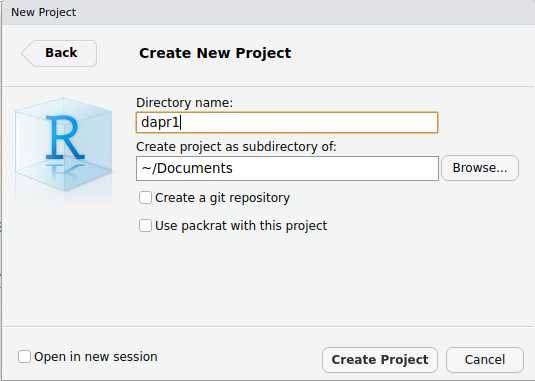 New Project
Back
Create New Project
R
Directory name:
dapr1
Create project as subdirectory of:
~/Documents
Browse...
Create a git repository
Use packrat with this project
Open in new session
Create Project
Cancel